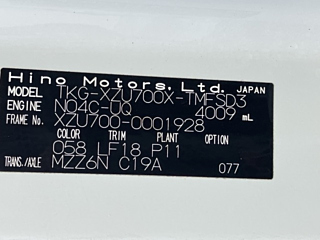 Hino Motors, Ltd. JAPAN
MODEL TKG-XZU700X-TMFSD3
ENGINE N04C-UQ 4009 mL
FRAME No. XZU700-0001928
COLOR TRIM PLANT OPTION
058 LF18 P11
TRANS./AXLE MZZ6N C19A 077